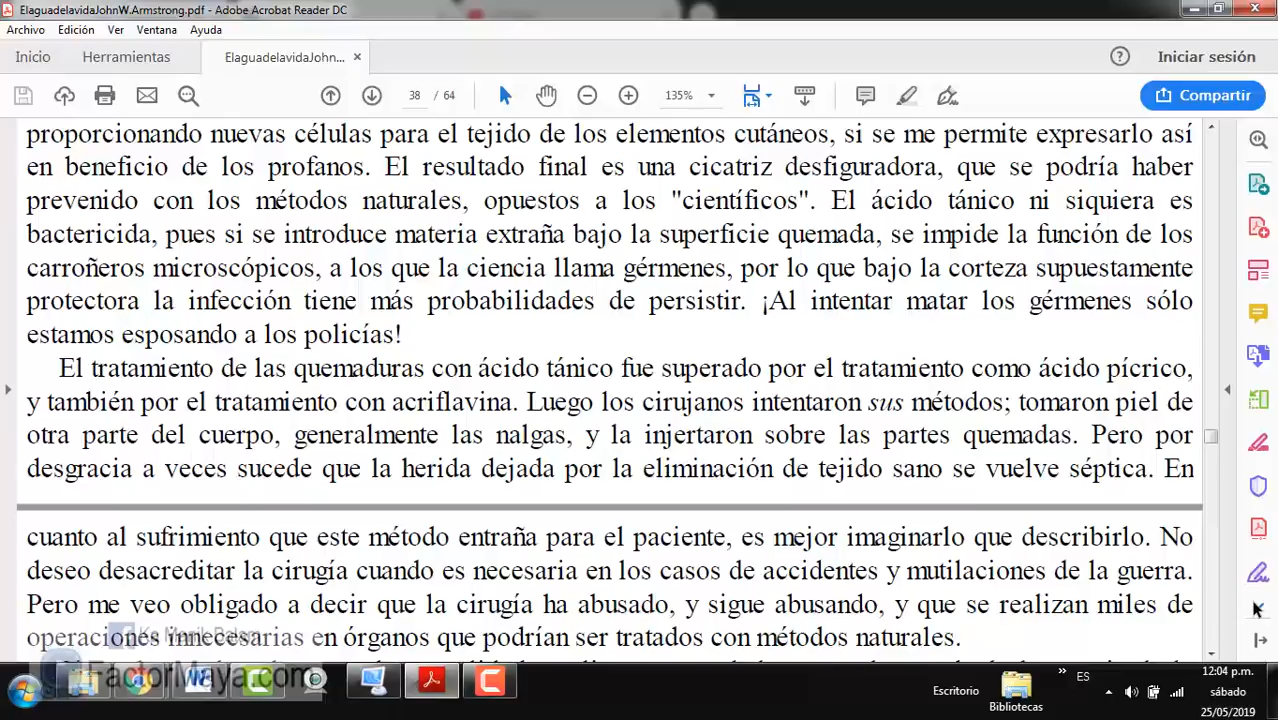 ElaguadelavidaJohnW.Armstrong.pdf - Adobe Acrobat Reader DC
Archivo Edición Ver Ventana Ayuda
Inicio Herramientas ElaguadelavidaJohn... × Iniciar sesión
38 / 64 135% Compartir
proporcionando nuevas células para el tejido de los elementos cutáneos, si se me permite expresarlo así
en beneficio de los profanos. El resultado final es una cicatriz desfiguradora, que se podría haber
prevenido con los métodos naturales, opuestos a los "científicos". El ácido tánico ni siquiera es
bactericida, pues si se introduce materia extraña bajo la superficie quemada, se impide la función de los
carroñeros microscópicos, a los que la ciencia llama gérmenes, por lo que bajo la corteza supuestamente
protectora la infección tiene más probabilidades de persistir. ¡Al intentar matar los gérmenes sólo
estamos esposando a los policías!
El tratamiento de las quemaduras con ácido tánico fue superado por el tratamiento como ácido pícrico,
y también por el tratamiento con acriflavina. Luego los cirujanos intentaron sus métodos; tomaron piel de
otra parte del cuerpo, generalmente las nalgas, y la injertaron sobre las partes quemadas. Pero por
desgracia a veces sucede que la herida dejada por la eliminación de tejido sano se vuelve séptica. En
cuanto al sufrimiento que este método entraña para el paciente, es mejor imaginarlo que describirlo. No
deseo desacreditar la cirugía cuando es necesaria en los casos de accidentes y mutilaciones de la guerra.
Pero me veo obligado a decir que la cirugía ha abusado, y sigue abusando, y que se realizan miles de
operaciones innecesarias en órganos que podrían ser tratados con métodos naturales.
FactorMaya.com
Escritorio
Bibliotecas
ES
12:04 p.m.
sábado
25/05/2019